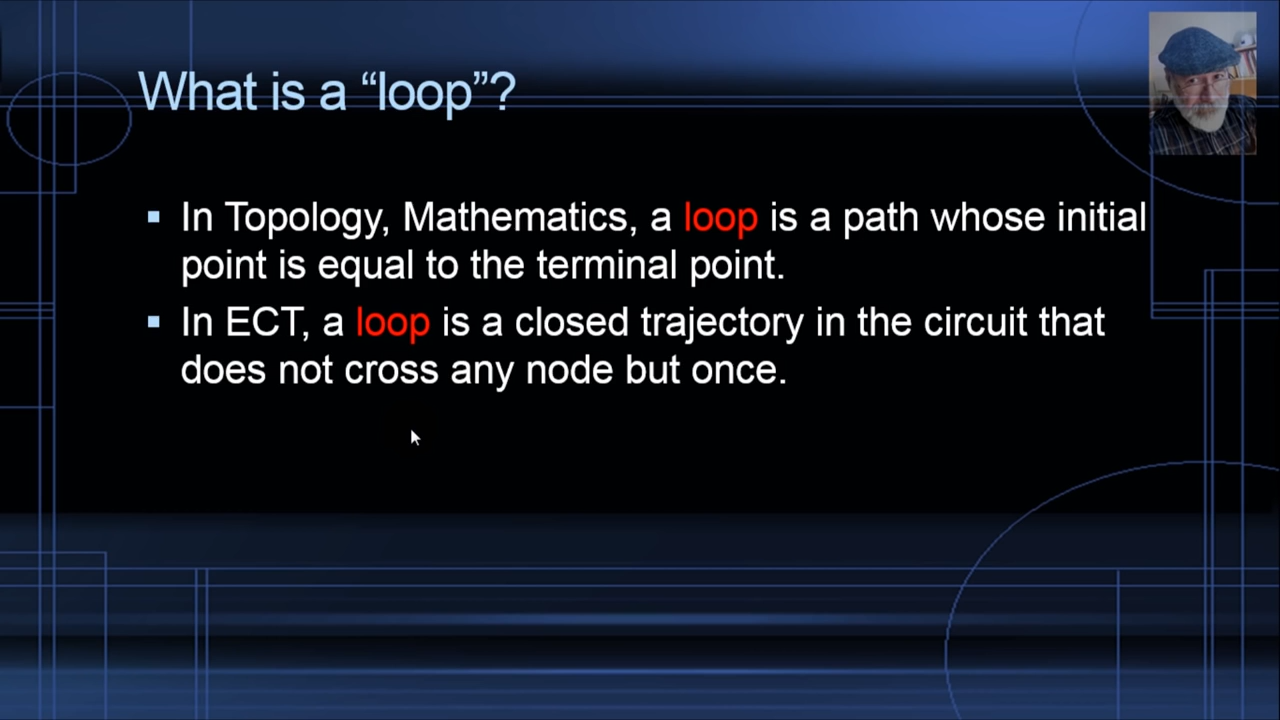 What is a “loop”?
In Topology, Mathematics, a loop is a path whose initial
point is equal to the terminal point.
In ECT, a loop is a closed trajectory in the circuit that
does not cross any node but once.